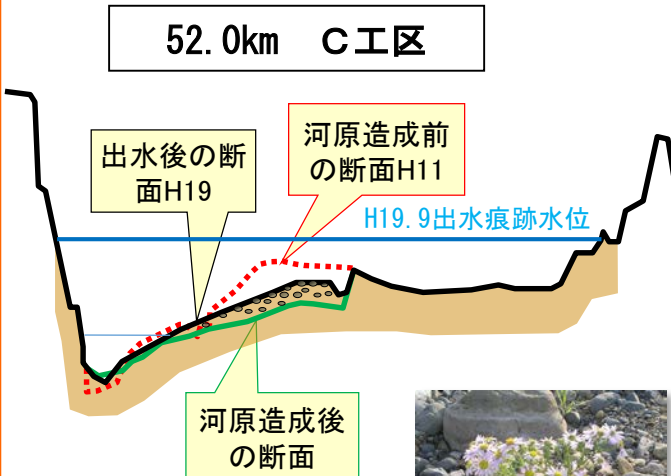 52.0km　C工区
河原造成前
の断面H11
出水後の断
面H19
H19.9出水痕跡水位
河原造成後
の断面